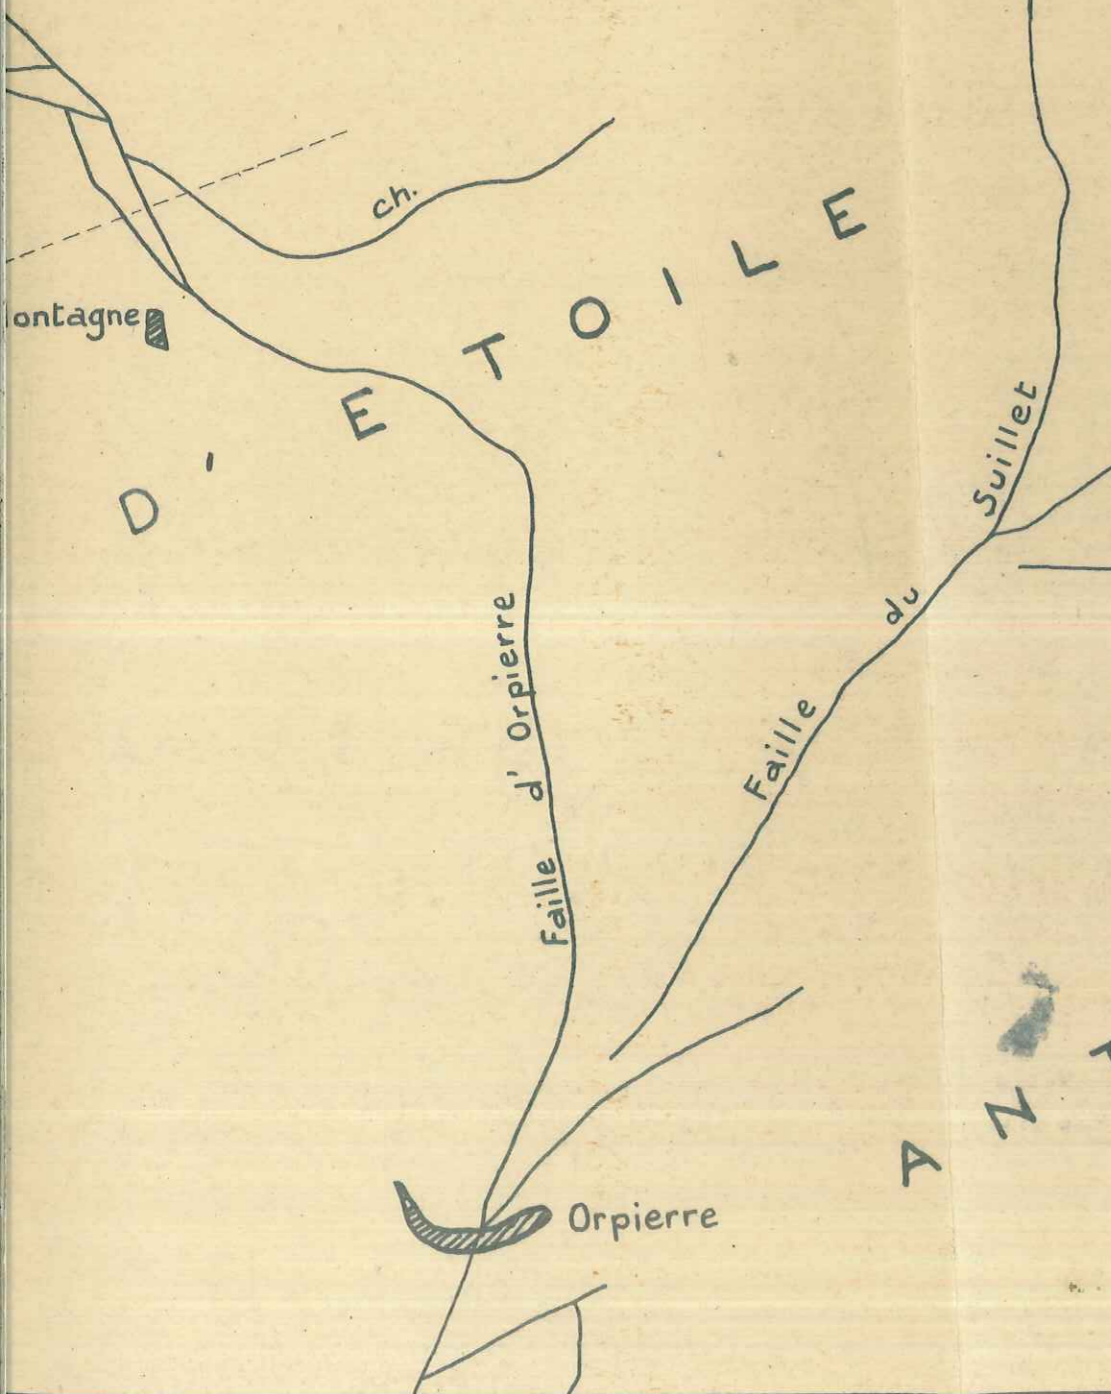 ch.
ontagne
D' ETOILE
Suillet
Faille du
Faille d' Orpierre
Orpierre
A N